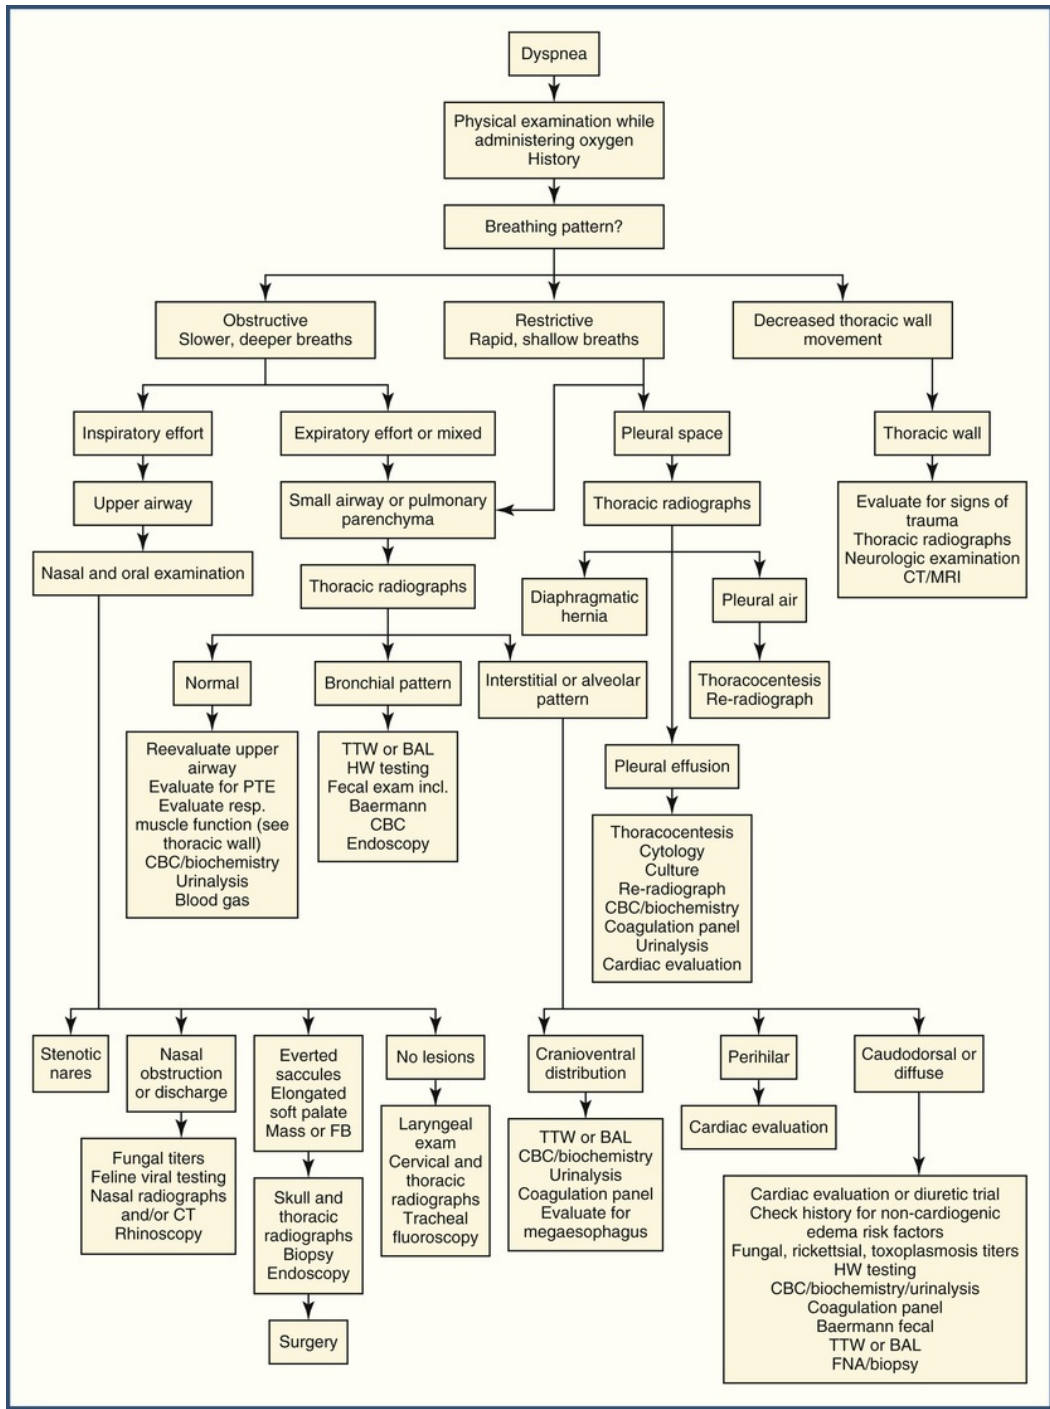 Dyspnea
Physical examination while
administering oxygen
History
Breathing pattern?
Obstructive
Slower, deeper breaths
Restrictive
Rapid, shallow breaths
Decreased thoracic wall
movement
Inspiratory effort
Expiratory effort or mixed
Pleural space
Thoracic wall
Upper airway
Small airway or pulmonary
parenchyma
Thoracic radiographs
Evaluate for signs of
trauma
Thoracic radiographs
Neurologic examination
CT/MRI
Nasal and oral examination
Thoracic radiographs
Diaphragmatic
hernia
Pleural air
Normal
Bronchial pattern
Interstitial or alveolar
pattern
Thoracocentesis
Re-radiograph
Reevaluate upper
airway
Evaluate for PTE
Evaluate resp.
muscle function (see
thoracic wall)
CBC/biochemistry
Urinalysis
Blood gas
TTW or BAL
HW testing
Fecal exam incl.
Baermann
CBC
Endoscopy
Pleural effusion
Thoracocentesis
Cytology
Culture
Re-radiograph
CBC/biochemistry
Coagulation panel
Urinalysis
Cardiac evaluation
Stenotic
nares
Nasal
obstruction
or discharge
Everted
saccules
Elongated
soft palate
Mass or FB
No lesions
Cranioventral
distribution
Perihilar
Caudodorsal or
diffuse
Fungal titers
Feline viral testing
Nasal radiographs
and/or CT
Rhinoscopy
Skull and
thoracic
radiographs
Biopsy
Endoscopy
Surgery
Laryngeal
exam
Cervical and
thoracic
radiographs
Tracheal
fluoroscopy
TTW or BAL
CBC/biochemistry
Urinalysis
Coagulation panel
Evaluate for
megaesophagus
Cardiac evaluation
Cardiac evaluation or diuretic trial
Check history for non-cardiogenic
edema risk factors
Fungal, rickettsial, toxoplasmosis titers
HW testing
CBC/biochemistry/urinalysis
Coagulation panel
Baermann fecal
TTW or BAL
FNA/biopsy